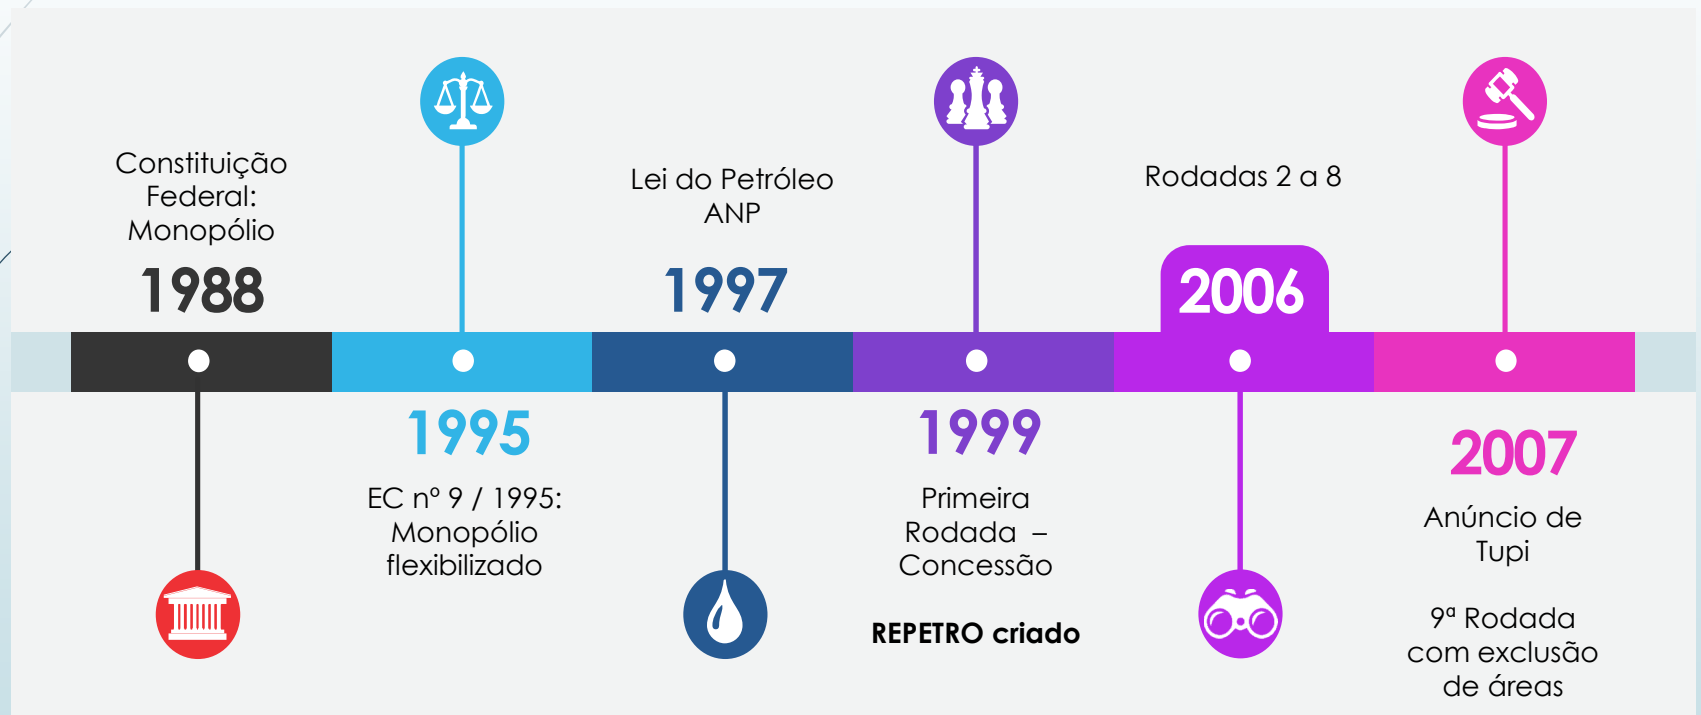 Constituição
Federal:
Monopólio
1988
1995
EC nº 9 / 1995:
Monopólio
flexibilizado
Lei do Petróleo
ANP
1997
1999
Primeira
Rodada –
Concessão
REPETRO criado
Rodadas 2 a 8
2006
2007
Anúncio de
Tupi
9ª Rodada
com exclusão
de áreas